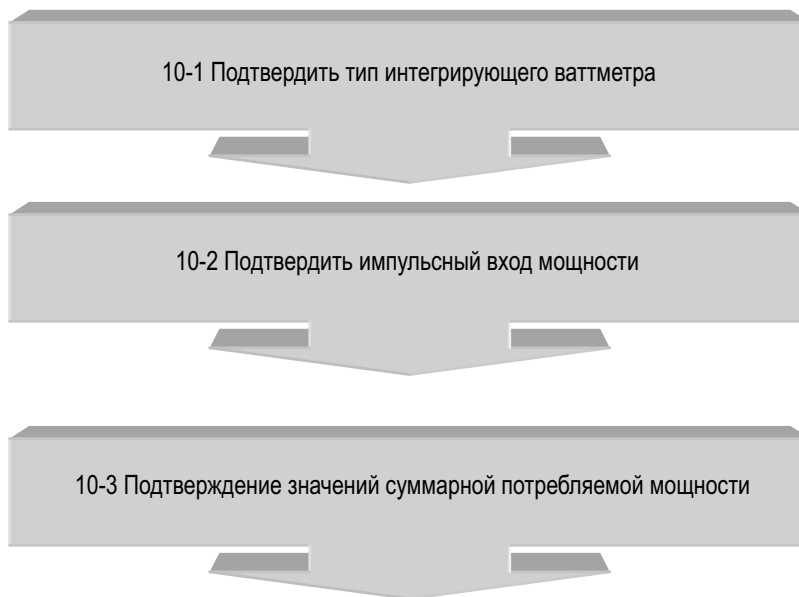 10-1 Подтвердить тип интегрирующего ваттметра
10-2 Подтвердить импульсный вход мощности
10-3 Подтверждение значений суммарной потребляемой мощности